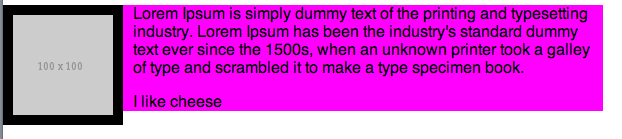 Lorem Ipsum is simply dummy text of the printing and typesetting
industry. Lorem Ipsum has been the industry's standard dummy
text ever since the 1500s, when an unknown printer took a galley
of type and scrambled it to make a type specimen book.
I like cheese
100 x 100